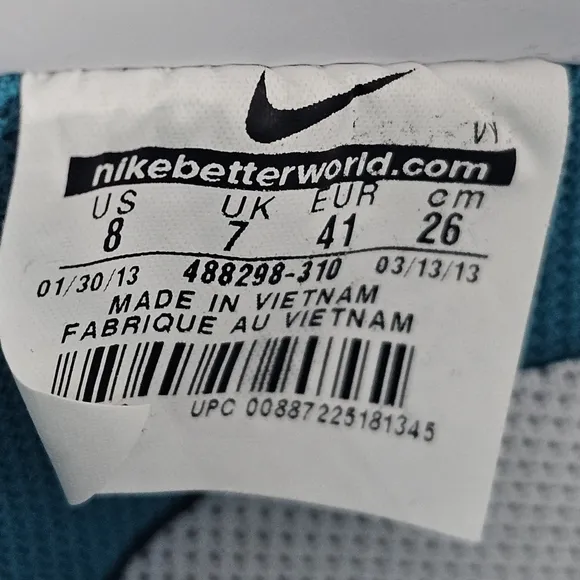 nikebetterworld.com
US UK EUR cm
8 7 41 26
01/30/13 488298-310 03/13/13
MADE IN VIETNAM
FABRIQUE AU VIETNAM
UPC 00887225181345